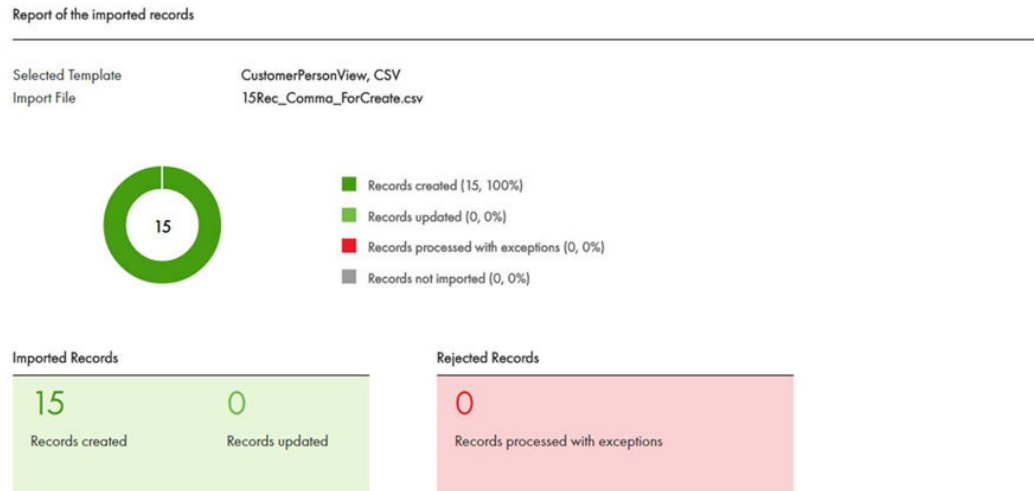 Report of the imported records
Selected Template CustomerPersonView, CSV
Import File 15Rec_Comma_ForCreate.csv
15
Records created (15, 100%)
Records updated (0, 0%)
Records processed with exceptions (0, 0%)
Records not imported (0, 0%)
Imported Records
15 0
Records created Records updated
Rejected Records
0
Records processed with exceptions